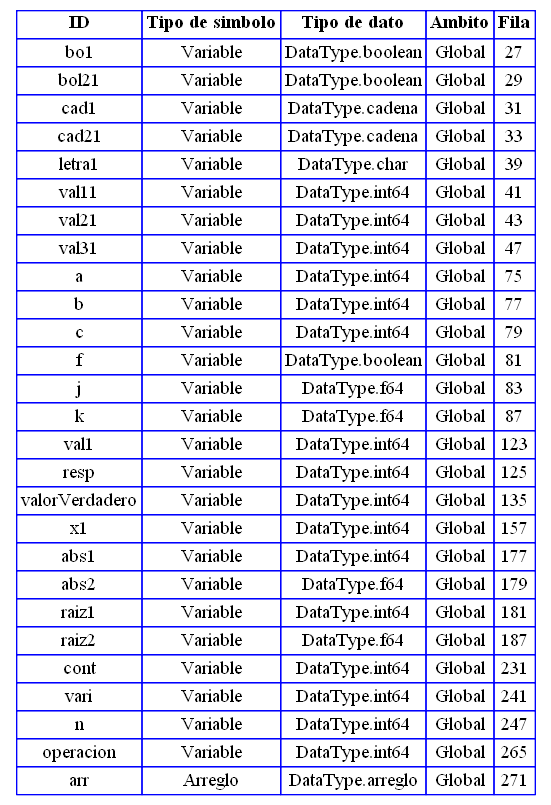 ID Tipo de simbolo Tipo de dato Ambito Fila
bo1 Variable DataType.boolean Global 27
bol21 Variable DataType.boolean Global 29
cad1 Variable DataType.cadena Global 31
cad21 Variable DataType.cadena Global 33
letra1 Variable DataType.char Global 39
val11 Variable DataType.int64 Global 41
val21 Variable DataType.int64 Global 43
val31 Variable DataType.int64 Global 47
a Variable DataType.int64 Global 75
b Variable DataType.int64 Global 77
c Variable DataType.int64 Global 79
f Variable DataType.boolean Global 81
j Variable DataType.f64 Global 83
k Variable DataType.f64 Global 87
val1 Variable DataType.int64 Global 123
resp Variable DataType.int64 Global 125
valorVerdadero Variable DataType.int64 Global 135
x1 Variable DataType.int64 Global 157
abs1 Variable DataType.int64 Global 177
abs2 Variable DataType.f64 Global 179
raiz1 Variable DataType.int64 Global 181
raiz2 Variable DataType.f64 Global 187
cont Variable DataType.int64 Global 231
vari Variable DataType.int64 Global 241
n Variable DataType.int64 Global 247
operacion Variable DataType.int64 Global 265
arr Arreglo DataType.arreglo Global 271